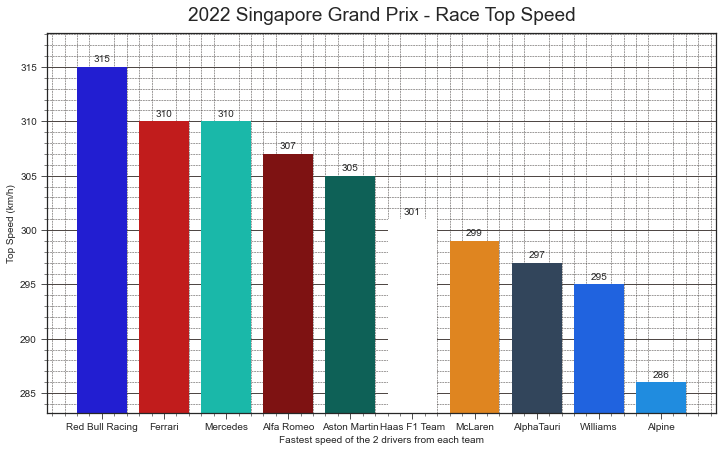 2022 Singapore Grand Prix - Race Top Speed
Top Speed (km/h)
315
310
305
300
295
290
285
315
310
310
307
305
301
299
297
295
286
Red Bull Racing
Ferrari
Mercedes
Alfa Romeo
Aston Martin
Haas F1 Team
McLaren
AlphaTauri
Williams
Alpine
Fastest speed of the 2 drivers from each team